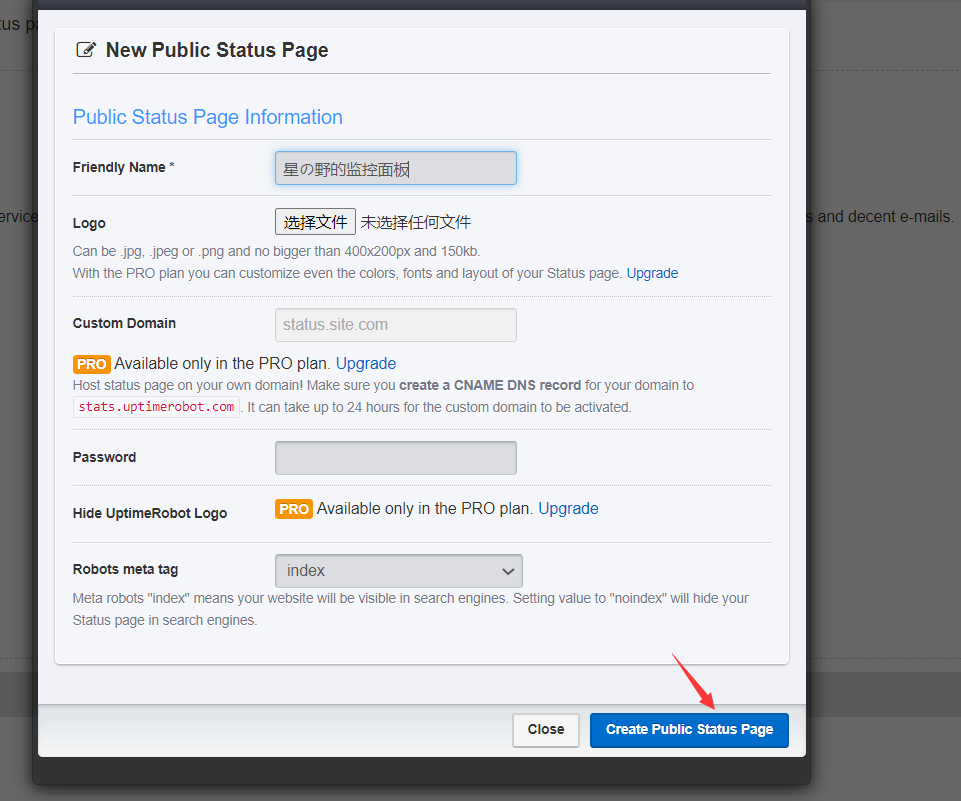 tus pa
New Public Status Page
Public Status Page Information
Friendly Name *
星の野的监控面板
Logo
选择文件 未选择任何文件
Can be .jpg, .jpeg or .png and no bigger than 400x200px and 150kb.
With the PRO plan you can customize even the colors, fonts and layout of your Status page. Upgrade
ervice
s and decent e-mails.
Custom Domain
status.site.com
PRO Available only in the PRO plan. Upgrade
Host status page on your own domain! Make sure you create a CNAME DNS record for your domain to
stats.uptimerobot.com. It can take up to 24 hours for the custom domain to be activated.
Password
Hide UptimeRobot Logo
PRO Available only in the PRO plan. Upgrade
Robots meta tag
index
Meta robots "index" means your website will be visible in search engines. Setting value to "noindex" will hide your
Status page in search engines.
Close
Create Public Status Page